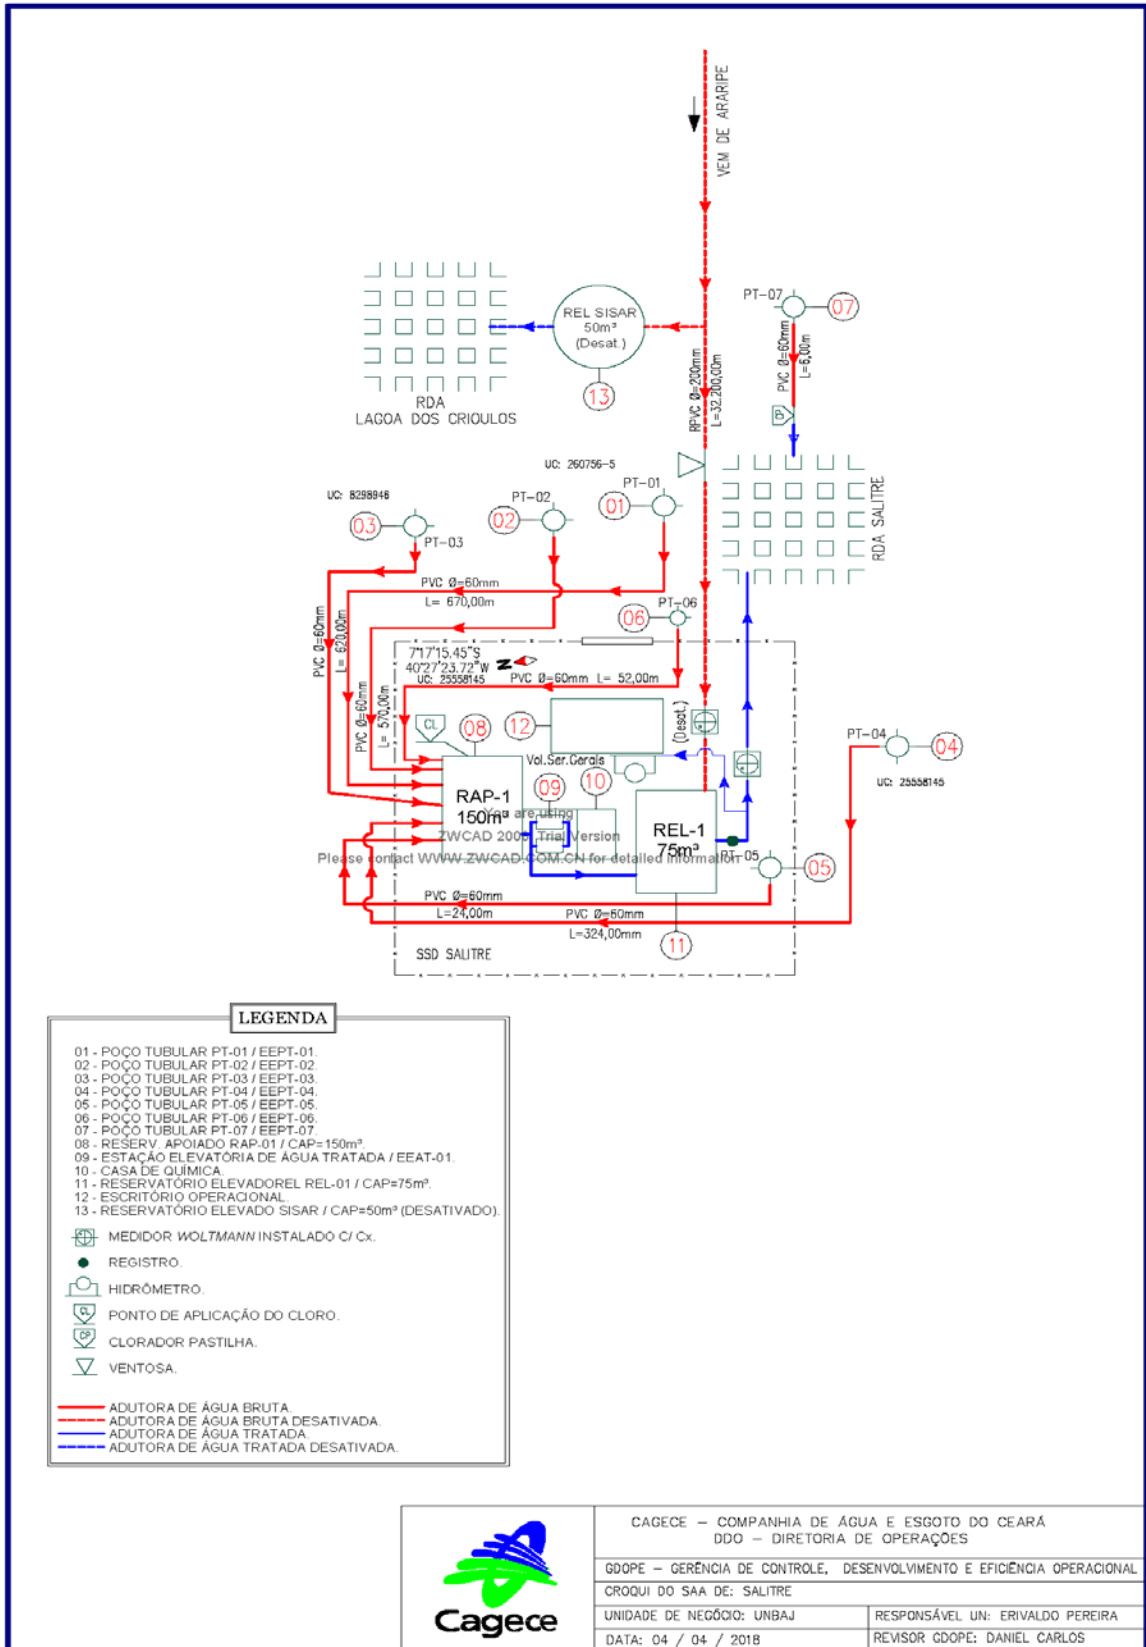 VEM DE ARARIPE
REL SISAR
50m³
(Desat.)
13
RDA
LAGOA DOS CRIOULOS
RPVC Ø=200mm
L=32.200,00m
PT-07
07
PVC Ø=60mm
L=6,00m
CP
RDA SALITRE
UC: 260756-5
PT-01
01
PT-02
02
UC: 8298946
03
PT-03
PVC Ø=60mm
L= 670,00m
PVC Ø=60mm
L= 620,00m
PVC Ø=60mm
L= 570,00m
PT-06
06
7°17'15.45"S
40°27'23.72"W
UC: 25558145
N
PVC Ø=60mm L= 52,00m
(Desat.)
CL
08
12
Vol.Ser.Gerais
PT-04
04
UC: 25558145
RAP-1
150m³
09
10
REL-1
75m³
You are using
ZWCAD 2006 Trial Version
Please contact WWW.ZWCAD.COM.CN for detailed information
PT-05
05
PVC Ø=60mm
L=24,00m
PVC Ø=60mm
L=324,00mm
11
SSD SALITRE
LEGENDA
01 - POÇO TUBULAR PT-01 / EEPT-01.
02 - POÇO TUBULAR PT-02 / EEPT-02.
03 - POÇO TUBULAR PT-03 / EEPT-03.
04 - POÇO TUBULAR PT-04 / EEPT-04.
05 - POÇO TUBULAR PT-05 / EEPT-05.
06 - POÇO TUBULAR PT-06 / EEPT-06.
07 - POÇO TUBULAR PT-07 / EEPT-07.
08 - RESERV. APOIADO RAP-01 / CAP=150m³.
09 - ESTAÇÃO ELEVATÓRIA DE ÁGUA TRATADA / EEAT-01.
10 - CASA DE QUÍMICA.
11 - RESERVATÓRIO ELEVADOREL REL-01 / CAP=75m³.
12 - ESCRITÓRIO OPERACIONAL.
13 - RESERVATÓRIO ELEVADO SISAR / CAP=50m³ (DESATIVADO).
MEDIDOR WOLTMANN INSTALADO C/ Cx.
REGISTRO.
HIDRÔMETRO.
CL PONTO DE APLICAÇÃO DO CLORO.
CP CLORADOR PASTILHA.
VENTOSA.
ADUTORA DE ÁGUA BRUTA.
ADUTORA DE ÁGUA BRUTA DESATIVADA.
ADUTORA DE ÁGUA TRATADA.
ADUTORA DE ÁGUA TRATADA DESATIVADA.
Cagece
CAGECE - COMPANHIA DE ÁGUA E ESGOTO DO CEARÁ
DDO - DIRETORIA DE OPERAÇÕES
GDOPE - GERÊNCIA DE CONTROLE, DESENVOLVIMENTO E EFICIÊNCIA OPERACIONAL
CROQUI DO SAA DE: SALITRE
UNIDADE DE NEGÓCIO: UNBAJ
RESPONSÁVEL UN: ERIVALDO PEREIRA
DATA: 04 / 04 / 2018
REVISOR GDOPE: DANIEL CARLOS